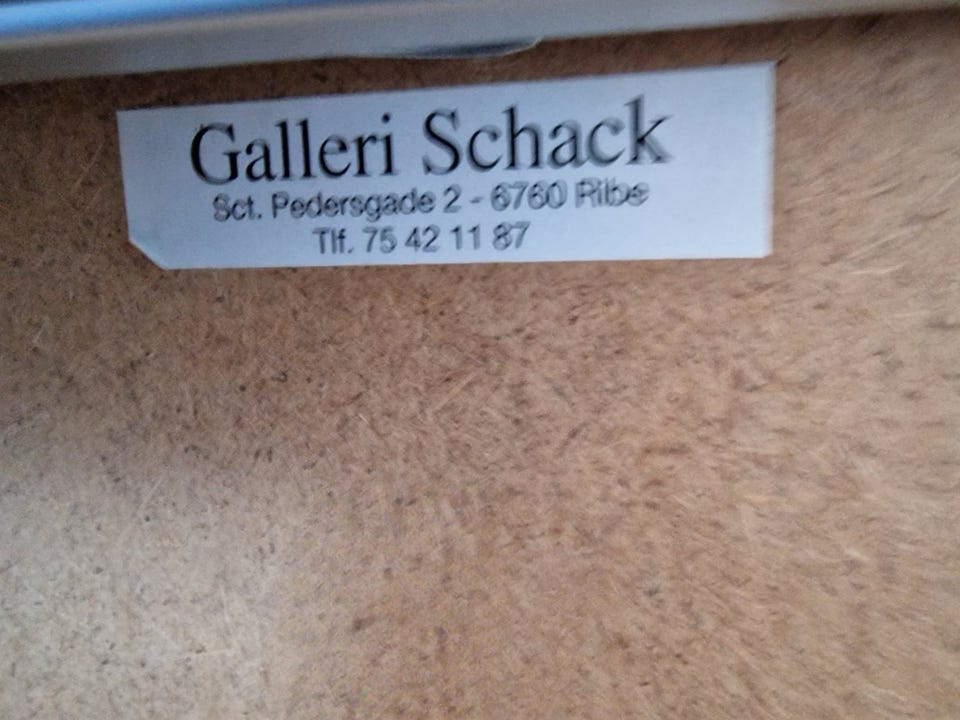 Galleri Schack
Sct. Pedersgade 2 - 6760 Ribe
Tlf. 75 42 11 87